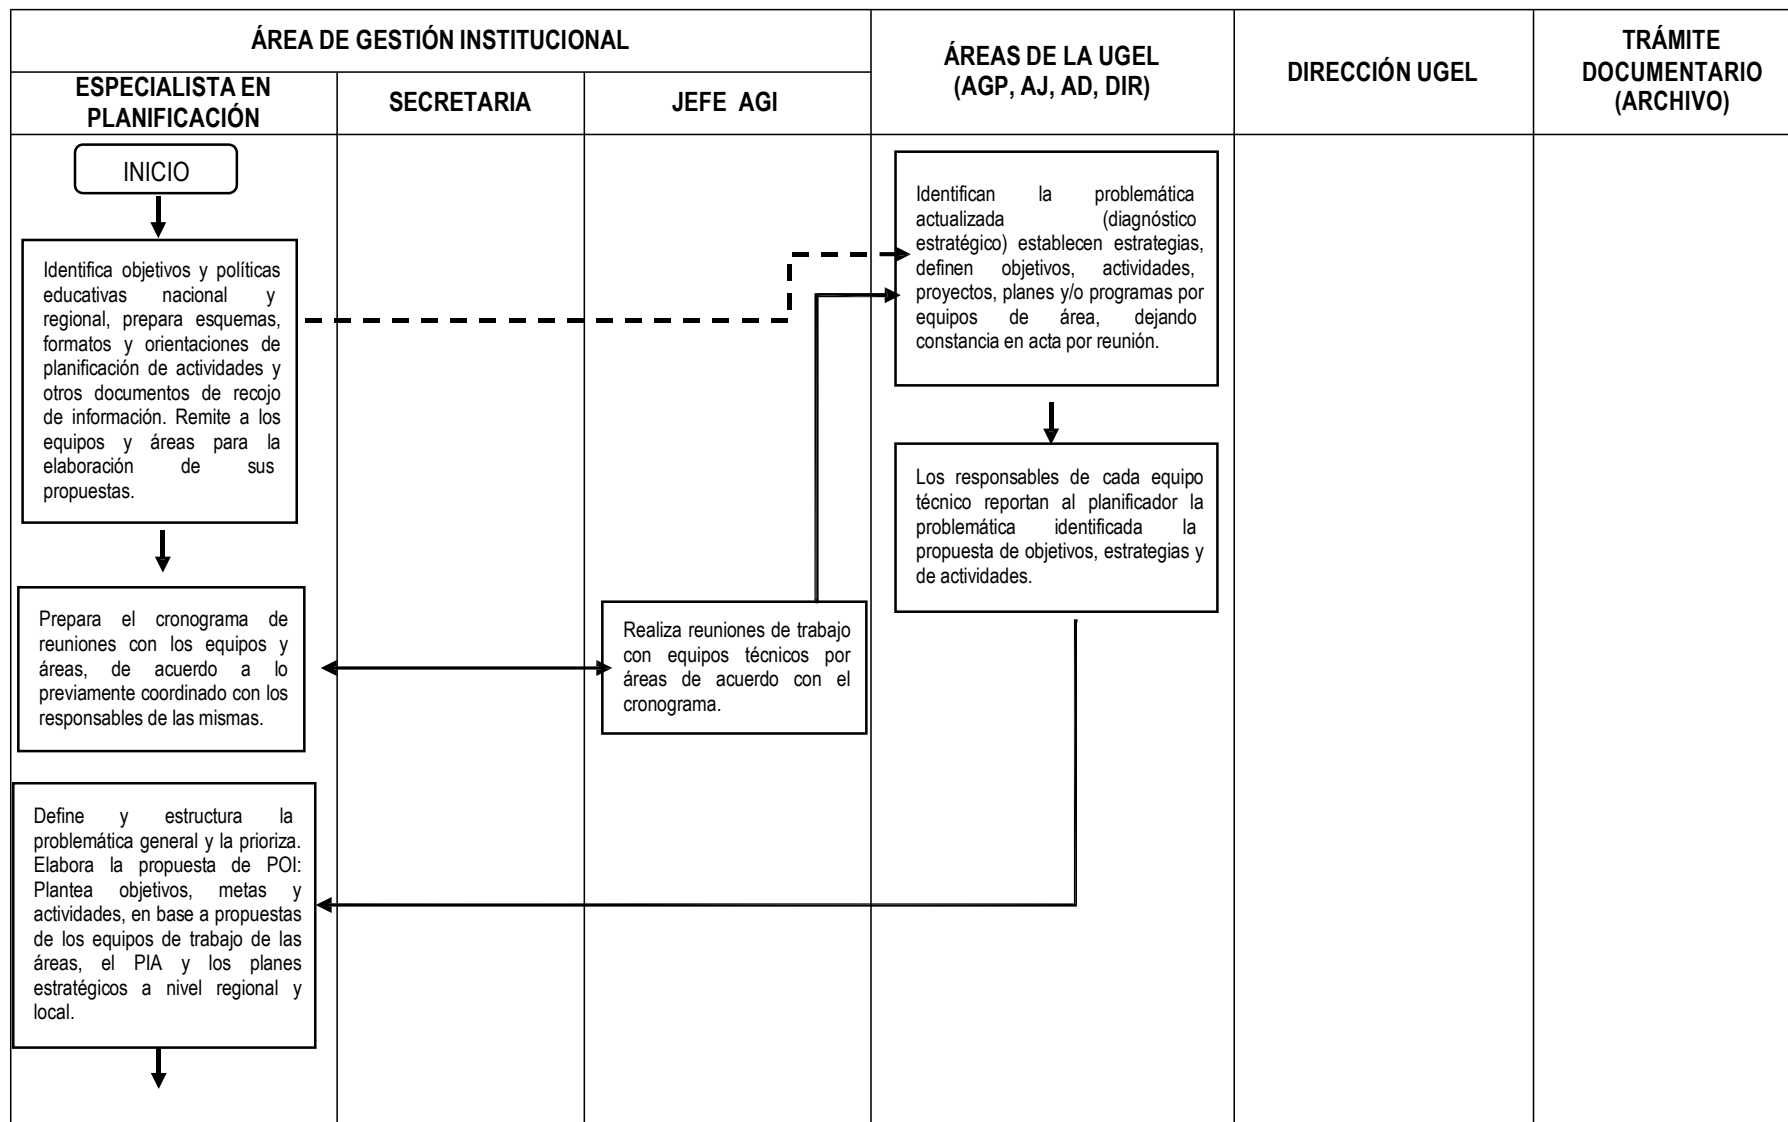 ÁREA DE GESTIÓN INSTITUCIONAL
ESPECIALISTA EN
PLANIFICACIÓN
SECRETARIA
JEFE AGI
ÁREAS DE LA UGEL
(AGP, AJ, AD, DIR)
DIRECCIÓN UGEL
TRÁMITE
DOCUMENTARIO
(ARCHIVO)
INICIO
Identifica objetivos y políticas
educativas nacional y
regional, prepara esquemas,
formatos y orientaciones de
planificación de actividades y
otros documentos de recojo
de información. Remite a los
equipos y áreas para la
elaboración de sus
propuestas.
Prepara el cronograma de
reuniones con los equipos y
áreas, de acuerdo a lo
previamente coordinado con los
responsables de las mismas.
Define y estructura la
problemática general y la prioriza.
Elabora la propuesta de POI:
Plantea objetivos, metas y
actividades, en base a propuestas
de los equipos de trabajo de las
áreas, el PIA y los planes
estratégicos a nivel regional y
local.
Realiza reuniones de trabajo
con equipos técnicos por
áreas de acuerdo con el
cronograma.
Identifican la problemática
actualizada (diagnóstico
estratégico) establecen estrategias,
definen objetivos, actividades,
proyectos, planes y/o programas por
equipos de área, dejando
constancia en acta por reunión.
Los responsables de cada equipo
técnico reportan al planificador la
problemática identificada la
propuesta de objetivos, estrategias y
de actividades.